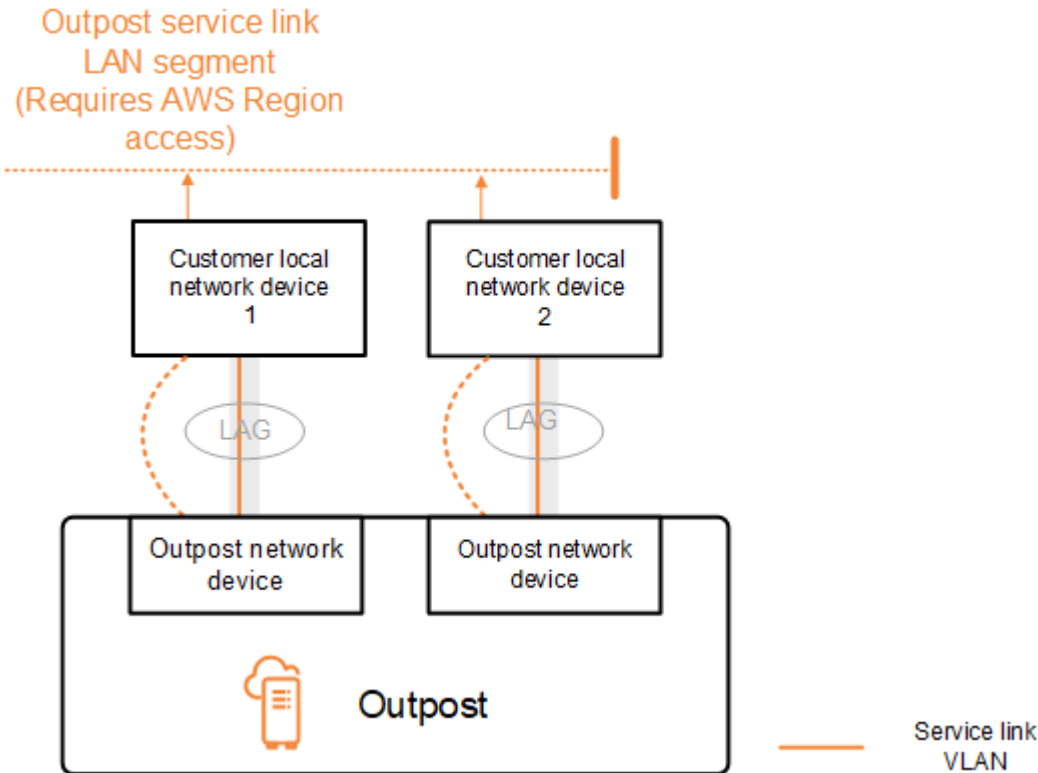 Outpost service link
LAN segment
(Requires AWS Region
access)
Customer local
network device
1
Customer local
network device
2
LAG
LAG
Outpost network
device
Outpost network
device
Outpost
Service link
VLAN